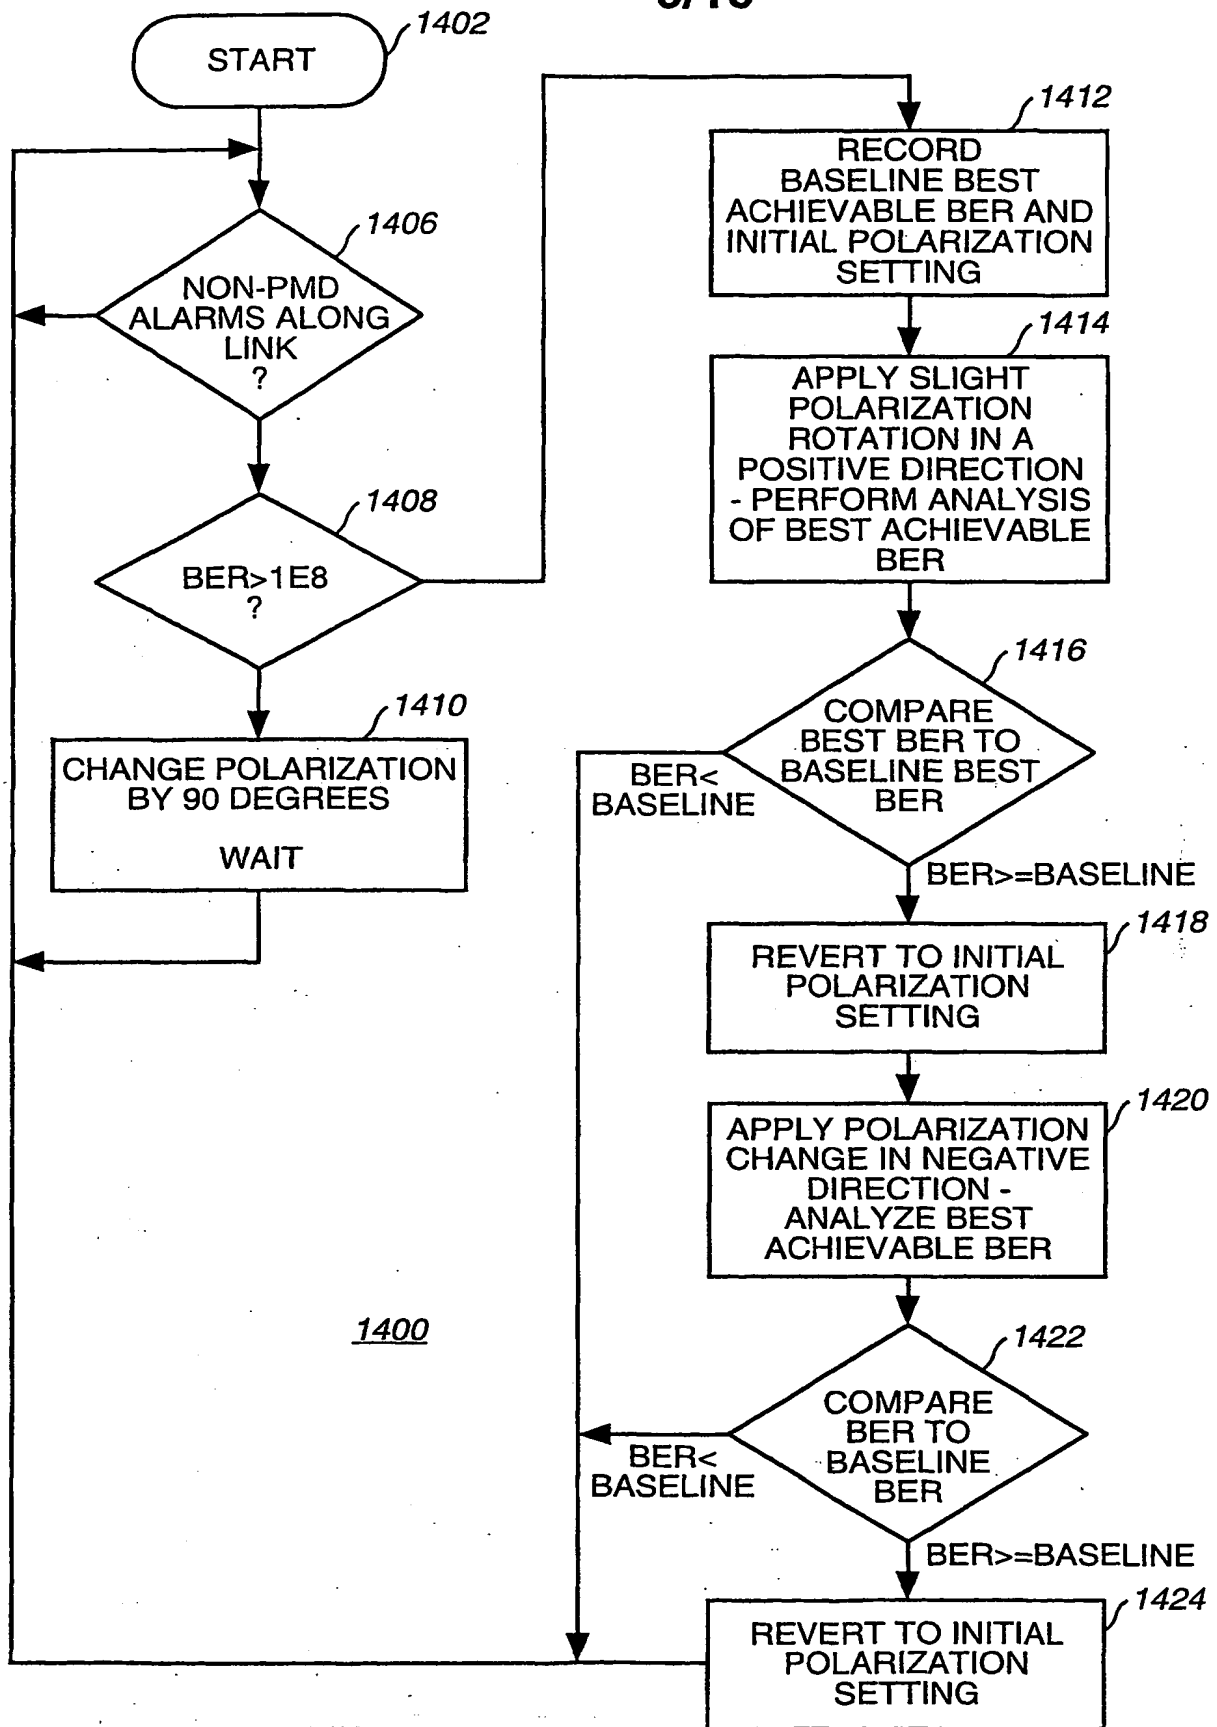 1402
START
1406
NON-PMD
ALARMS ALONG
LINK
?
1408
BER>1E8
?
1410
CHANGE POLARIZATION
BY 90 DEGREES
WAIT
1412
RECORD
BASELINE BEST
ACHIEVABLE BER AND
INITIAL POLARIZATION
SETTING
1414
APPLY SLIGHT
POLARIZATION
ROTATION IN A
POSITIVE DIRECTION
- PERFORM ANALYSIS
OF BEST ACHIEVABLE
BER
1416
COMPARE
BEST BER TO
BASELINE BEST
BER
BER<
BASELINE
BER>=BASELINE
1418
REVERT TO INITIAL
POLARIZATION
SETTING
1420
APPLY POLARIZATION
CHANGE IN NEGATIVE
DIRECTION -
ANALYZE BEST
ACHIEVABLE BER
1400
1422
COMPARE
BER TO
BASELINE
BER
BER<
BASELINE
BER>=BASELINE
1424
REVERT TO INITIAL
POLARIZATION
SETTING